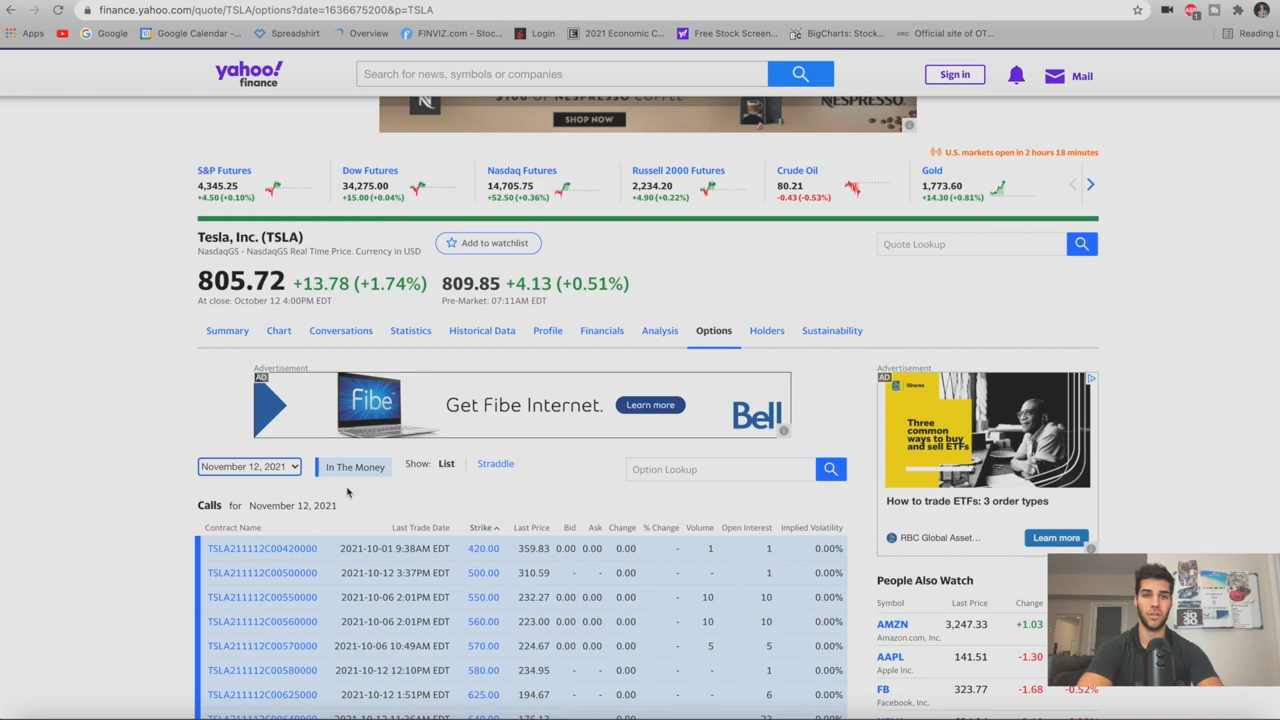 finance.yahoo.com/quote/TSLA/options?date=1636675200&p=TSLA
Apps Google Google Calendar -... Spreadshirt Overview FINVIZ.com - Stoc... Login 2021 Economic C... Free Stock Screen... BigCharts: Stock... Official site of OT... Reading L
yahoo!
finance
Search for news, symbols or companies
Sign in
Mail
NESPRESSO
SHOP NOW
U.S. markets open in 2 hours 18 minutes
S&P Futures Dow Futures Nasdaq Futures Russell 2000 Futures Crude Oil Gold
4,345.25 34,275.00 14,705.75 2,234.20 80.21 1,773.60
+4.50 (+0.10%) +15.00 (+0.04%) +52.50 (+0.36%) +4.90 (+0.22%) -0.43 (-0.53%) +14.30 (+0.81%)
Tesla, Inc. (TSLA)
NasdaqGS - NasdaqGS Real Time Price. Currency in USD
Add to watchlist
Quote Lookup
805.72 +13.78 (+1.74%) 809.85 +4.13 (+0.51%)
At close: October 12 4:00PM EDT Pre-Market: 07:11AM EDT
Summary Chart Conversations Statistics Historical Data Profile Financials Analysis Options Holders Sustainability
Advertisement
AD
Fibe
Get Fibe Internet.
Learn more
Bell
Advertisement
AD
iShares
Three
common
ways to buy
and sell ETFs
How to trade ETFs: 3 order types
RBC Global Asset...
Learn more
November 12, 2021
In The Money
Show: List Straddle
Option Lookup
Calls for November 12, 2021
Contract Name Last Trade Date Strike Last Price Bid Ask Change % Change Volume Open Interest Implied Volatility
TSLA211112C00420000 2021-10-01 9:38AM EDT 420.00 359.83 0.00 0.00 0.00 - 1 1 0.00%
TSLA211112C00500000 2021-10-12 3:37PM EDT 500.00 310.59 - - 0.00 - 1 0.00%
TSLA211112C00550000 2021-10-06 2:01PM EDT 550.00 232.27 0.00 0.00 0.00 - 10 10 0.00%
TSLA211112C00560000 2021-10-06 2:01PM EDT 560.00 223.00 0.00 0.00 0.00 - 10 10 0.00%
TSLA211112C00570000 2021-10-06 10:49AM EDT 570.00 224.67 0.00 0.00 0.00 - 5 5 0.00%
TSLA211112C00580000 2021-10-12 12:10PM EDT 580.00 234.95 - - 0.00 - 1 0.00%
TSLA211112C00625000 2021-10-12 1:51PM EDT 625.00 194.67 - - 0.00 - 6 0.00%
People Also Watch
Symbol Last Price Change
AMZN 3,247.33 +1.03
Amazon.com, Inc.
AAPL 141.51 -1.30
Apple Inc.
FB 323.77 -1.68 -0.52%
Facebook, Inc.